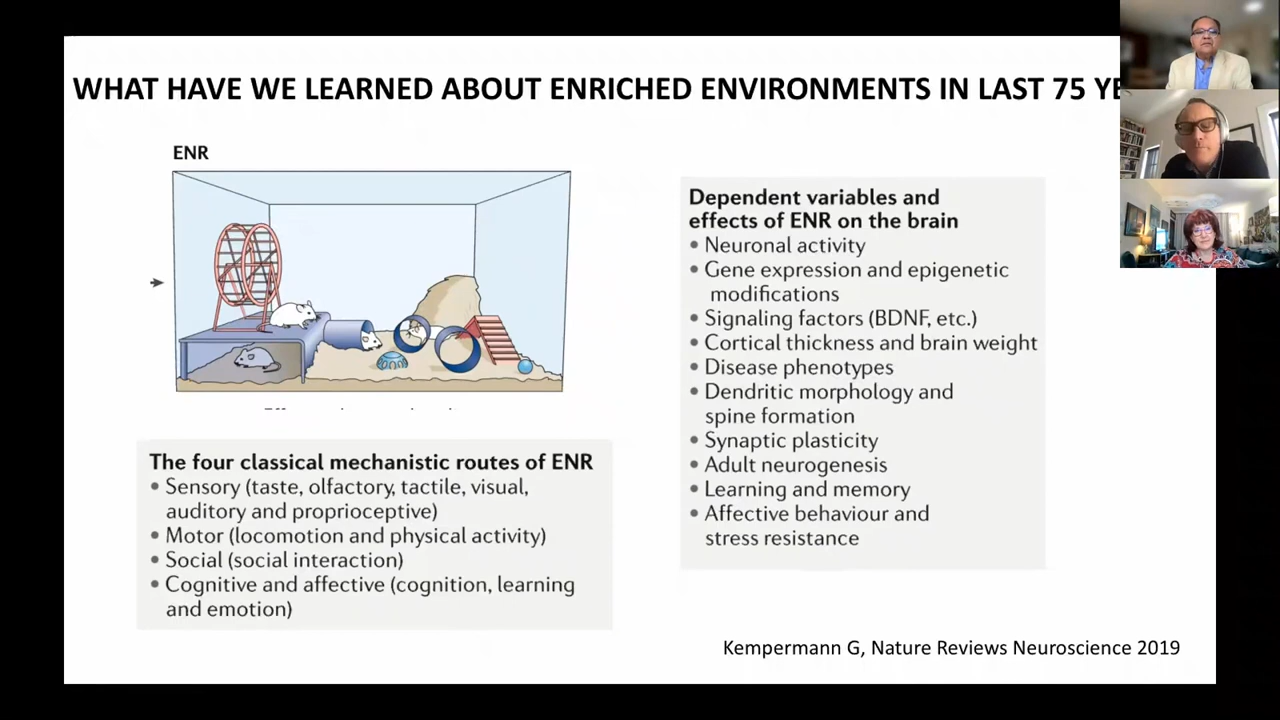 WHAT HAVE WE LEARNED ABOUT ENRICHED ENVIRONMENTS IN LAST 75
ENR
The four classical mechanistic routes of ENR
• Sensory (taste, olfactory, tactile, visual,
auditory and proprioceptive)
• Motor (locomotion and physical activity)
• Social (social interaction)
• Cognitive and affective (cognition, learning
and emotion)
Dependent variables and
effects of ENR on the brain
• Neuronal activity
• Gene expression and epigenetic
modifications
• Signaling factors (BDNF, etc.)
• Cortical thickness and brain weight
• Disease phenotypes
• Dendritic morphology and
spine formation
• Synaptic plasticity
• Adult neurogenesis
• Learning and memory
• Affective behaviour and
stress resistance
Kempermann G, Nature Reviews Neuroscience 2019